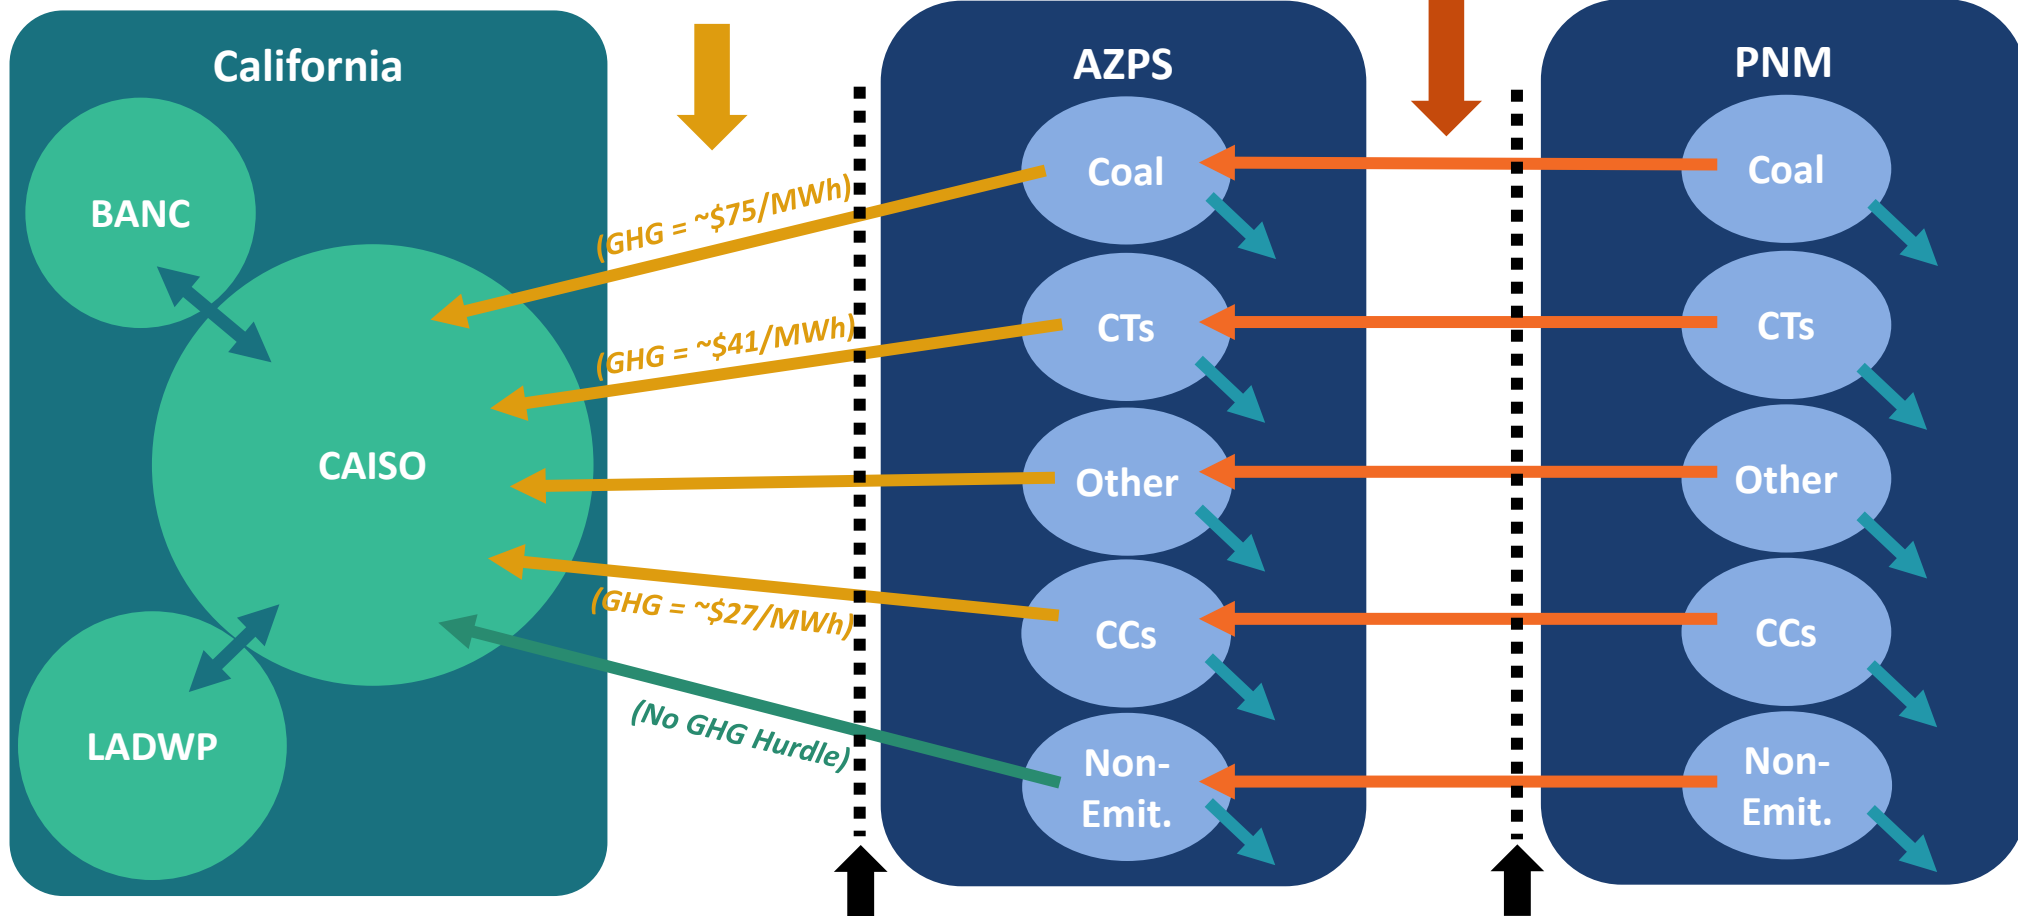 California
BANC
CAISO
LADWP
(GHG = ~$75/MWh)
(GHG = ~$41/MWh)
(GHG = ~$27/MWh)
(No GHG Hurdle)
AZPS
Coal
CTs
Other
CCs
Non-
Emit.
PNM
Coal
CTs
Other
CCs
Non-
Emit.